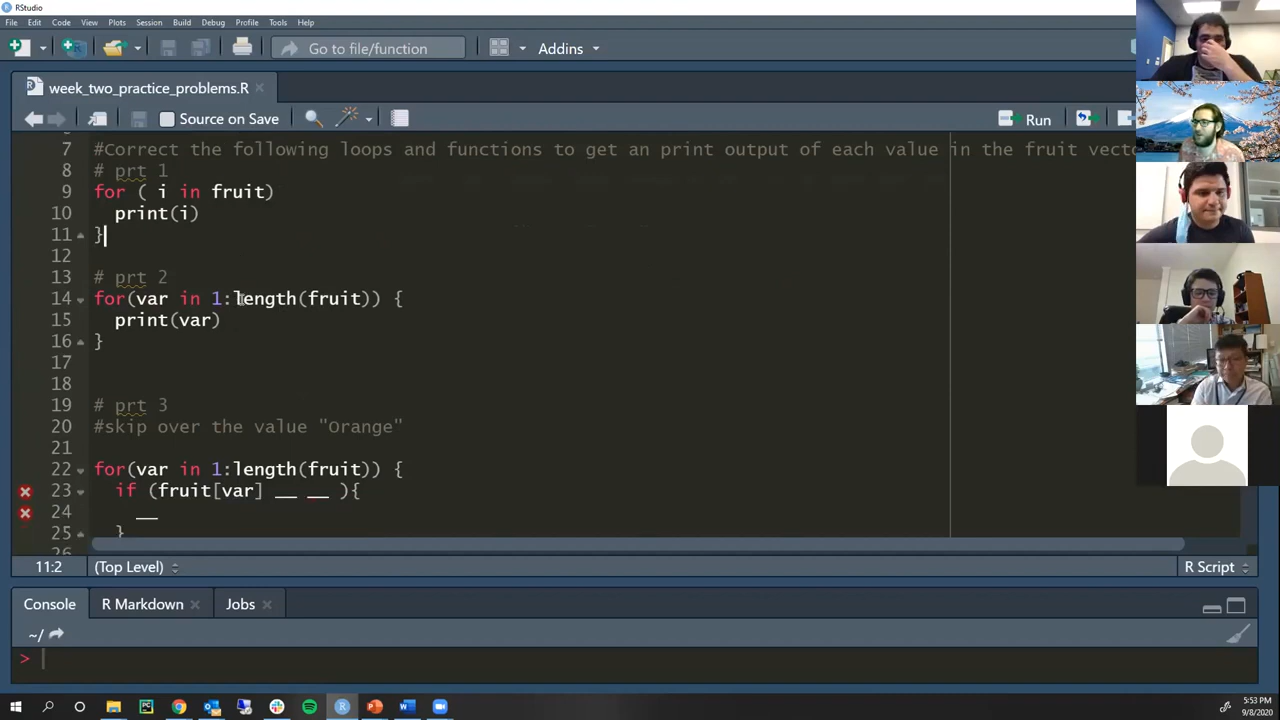 RStudio
File Edit Code View Plots Session Build Debug Profile Tools Help
Go to file/function Addins
week_two_practice_problems.R
Source on Save Run
7 #Correct the following loops and functions to get an print output of each value in the fruit vecto
8 # prt 1
9 for ( i in fruit)
10 print(i)
11 }
12
13 # prt 2
14 for(var in 1:length(fruit)) {
15 print(var)
16 }
17
18
19 # prt 3
20 #skip over the value "Orange"
21
22 for(var in 1:length(fruit)) {
23 if (fruit[var] __ __ ){
24 __
25 }
26
11:2 (Top Level) R Script
Console R Markdown Jobs
~/
>
5:53 PM
9/8/2020